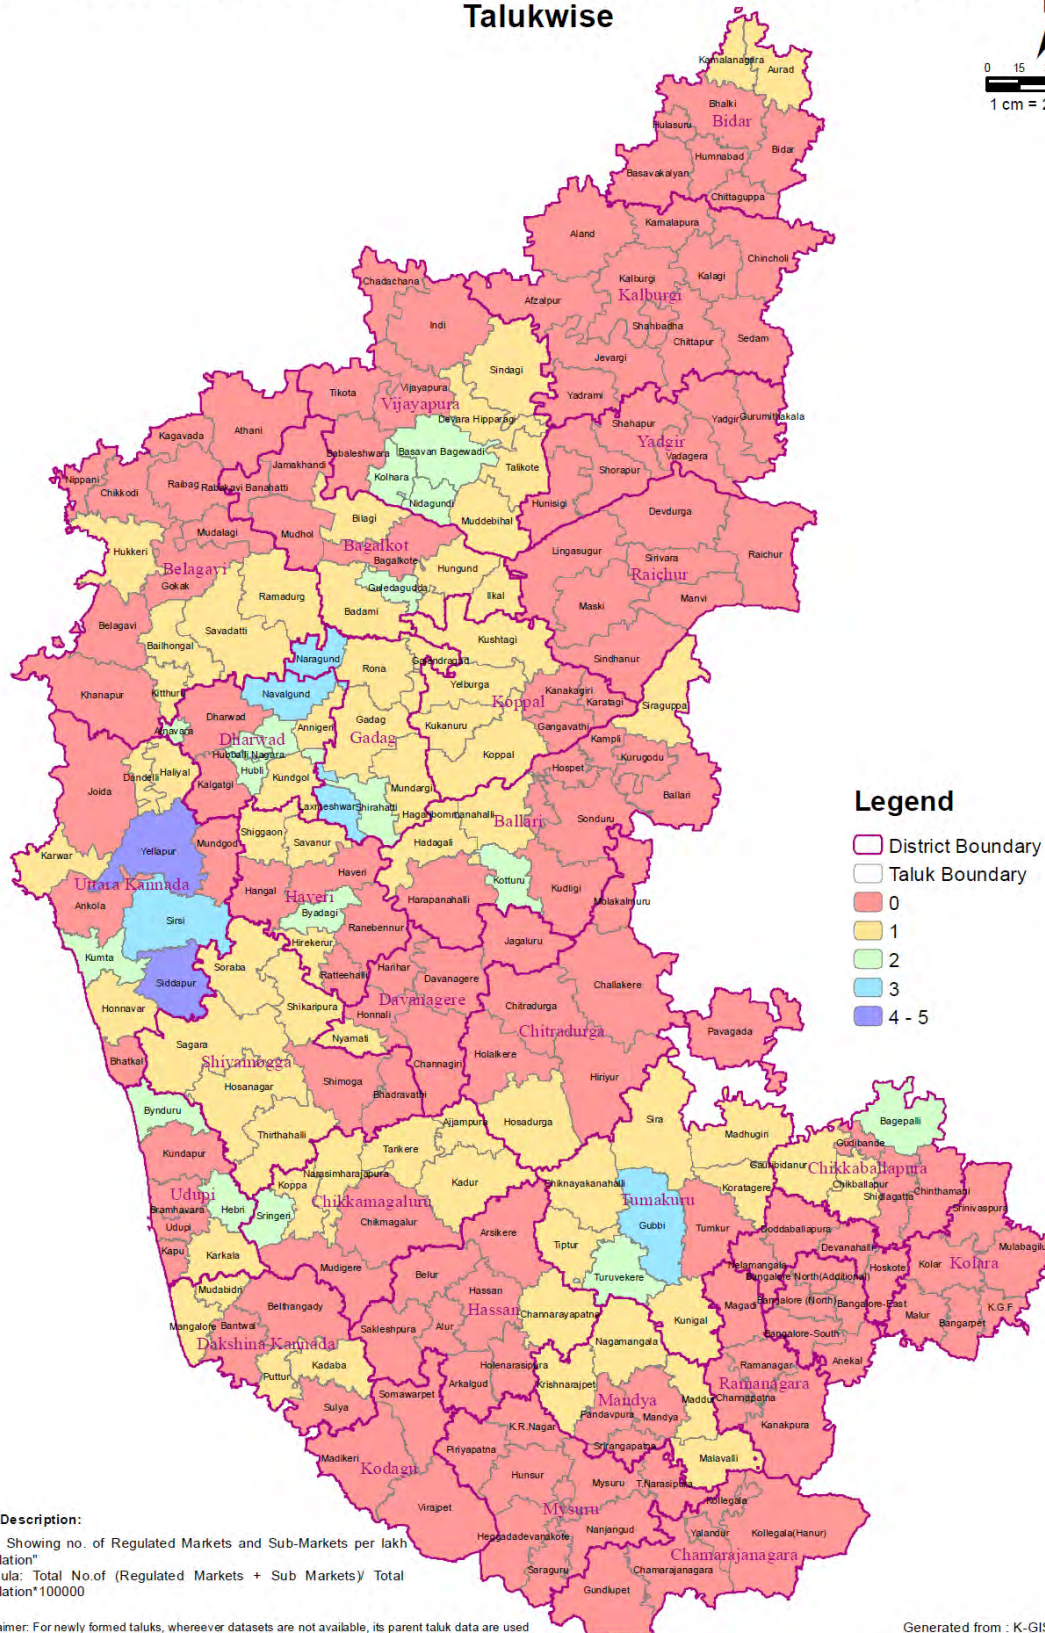 Talukwise
0 15
1 cm = 2
Kamalanagara
Aurad
Bhalki
Bidar
Hulasuru
Bidar
Humnabad
Basavakalyan
Chittaguppa
Kamalapura
Aland
Chincholi
Kalburgi
Kalagi
Chadachana
Kalburgi
Afzalpur
Indi
Shahbadha
Chittapur
Sedam
Jevargi
Sindagi
Vijayapura
Tikota
Yadrami
Vijayapura
Devara Hipparagi
Shahapur
Yadgir
Gurumithakala
Athani
Kagavada
Yadgir
Babaleshwara
Basavan Bagewadi
Vadagera
Jamakhandi
Talikote
Shorapur
Nippani
Kolhara
Raibag
Rabakavi Banahatti
Chikkodi
Nidagundi
Hunisigi
Devdurga
Bilagi
Muddebihal
Mudalagi
Mudhol
Hukkeri
Bagalkot
Lingasugur
Sirivara
Raichur
Bagalkote
Belagavi
Hungund
Raichur
Gokak
Guledagudda
Ramadurg
Ilkal
Manvi
Badami
Maski
Belagavi
Savadatti
Kushtagi
Bailhongal
Naragund
Gajendragad
Sindhanur
Rona
Yelburga
Khanapur
Kitthuru
Navalgund
Kanakagiri
Koppal
Karatagi
Siraguppa
Dharwad
Gadag
Kukanuru
Gangavathi
Alnavara
Annigeri
Dharwad
Gadag
Kampli
Hubballi Nagara
Koppal
Kurugodu
Hubli
Kundgol
Hospet
Dandeli
Haliyal
Kalgatgi
Mundargi
Joida
Ballari
Laxmeshwar
Shirahatti
Hagaribommanahalli
Ballari
Sonduru
Shiggaon
Savanur
Hadagali
Mundgod
Karwar
Yellapur
Haveri
Kotturu
Uttara Kannada
Hangal
Haveri
Kudligi
Harapanahalli
Molakalmuru
Ankola
Byadagi
Sirsi
Ranebennur
Hirekerur
Jagaluru
Kumta
Soraba
Harihar
Ratteehalli
Davanagere
Siddapur
Challakere
Davanagere
Shikaripura
Chitradurga
Honnavar
Honnali
Chitradurga
Nyamati
Pavagada
Sagara
Shivamogga
Holalkere
Bhatkal
Channagiri
Hiriyur
Shimoga
Hosanagar
Bhadravathi
Bynduru
Ajjampura
Hosadurga
Sira
Bagepalli
Thirthahalli
Madhugiri
Tarikere
Gudibande
Kundapur
Gauribidanur
Chikkaballapura
Narasimharajapura
Kadur
Koppa
Chiknayakanahalli
Koratagere
Chikballapur
Chinthamani
Udupi
Chikkamagaluru
Tumakuru
Shidlagatta
Bramhavara
Hebri
Sringeri
Srinivaspura
Udupi
Chikmagalur
Gubbi
Tumkur
Doddaballapura
Arsikere
Kapu
Karkala
Tiptur
Devanahalli
Mulabagilu
Mudigere
Nelamangala
Hoskote
Kolar
Kolara
Belur
Turuvekere
Bangalore North(Additional)
Mudabidri
Hassan
Belthangady
Magadi
Bangalore (North)
Bangalore-East
K.G.F
Hassan
Channarayapatna
Malur
Mangalore
Bantwal
Sakleshpura
Alur
Kunigal
Bangarpet
Dakshina Kannada
Nagamangala
Bangalore-South
Kadaba
Holenarasipura
Ramanagar
Anekal
Puttur
Arkalgud
Krishnarajpet
Ramanagara
Somawarpet
Mandya
Maddur
Channapatna
Sulya
Pandavpura
Mandya
Kanakpura
K.R.Nagar
Srirangapatna
Madikeri
Piriyapatna
Malavalli
Kodagu
Hunsur
Mysuru
T.Narasipura
Virajpet
Mysuru
Kollegala
Heggadadevanakote
Nanjangud
Yalandur
Kollegala(Hanur)
Chamarajanagara
Saraguru
Chamarajanagara
Gundlupet
Legend
District Boundary
Taluk Boundary
0
1
2
3
4 - 5
Description:
Showing no. of Regulated Markets and Sub-Markets per lakh
lation"
ula: Total No.of (Regulated Markets + Sub Markets)/ Total
lation*100000
aimer: For newly formed taluks, whereever datasets are not available, its parent taluk data are used
Generated from : K-GIS